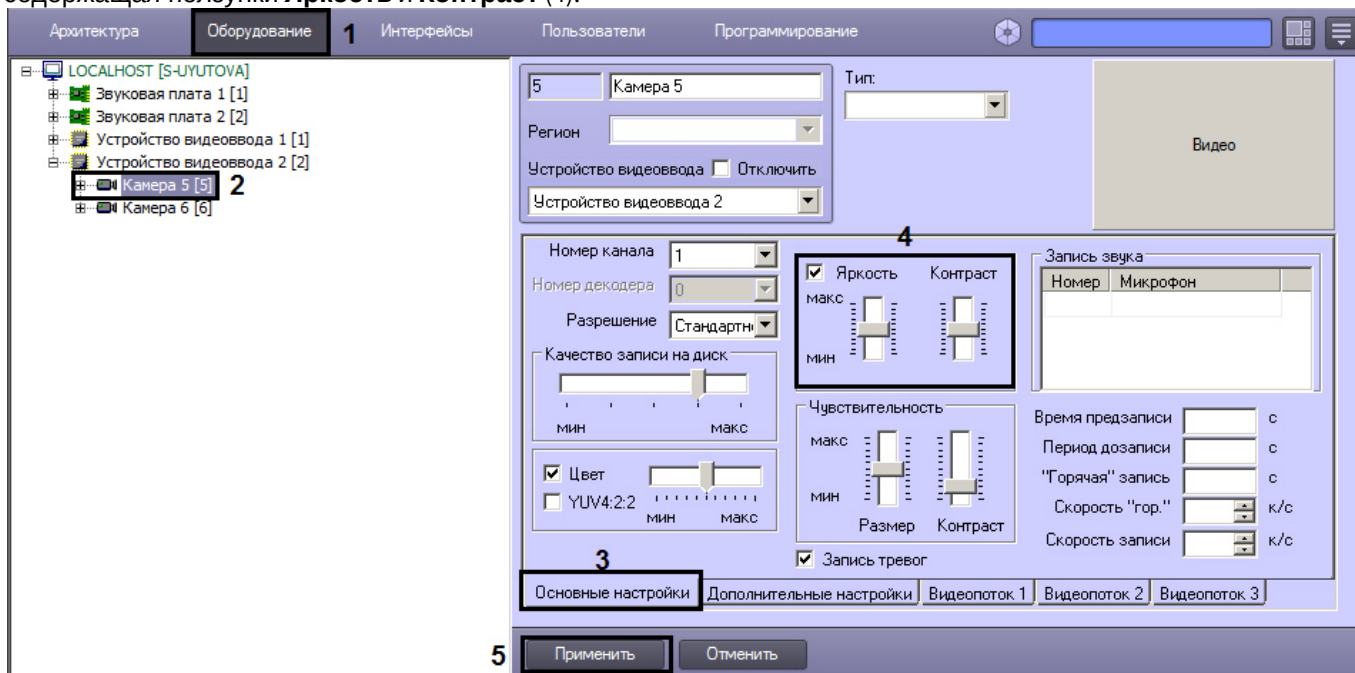 содержащая ползунки Яркость и Контраст (4).
Архитектура Оборудование 1 Интерфейсы Пользователи Программирование
LOCALHOST [S-UYUTOVA]
Звуковая плата 1 [1]
Звуковая плата 2 [2]
Устройство видеоввода 1 [1]
Устройство видеоввода 2 [2]
Камера 5 [5] 2
Камера 6 [6]
5 Камера 5
Тип:
Регион
Устройство видеоввода Отключить
Устройство видеоввода 2
Видео
Номер канала 1
Номер декодера 0
Разрешение Стандартн
Качество записи на диск
мин макс
Цвет
YUV4:2:2
мин макс
4
Яркость Контраст
макс
мин
Чувствительность
макс
мин
Размер Контраст
Запись тревог
Запись звука
Номер Микрофон
Время предзаписи с
Период дозаписи с
"Горячая" запись с
Скорость "гор." к/с
Скорость записи к/с
3
Основные настройки Дополнительные настройки Видеопоток 1 Видеопоток 2 Видеопоток 3
5 Применить Отменить